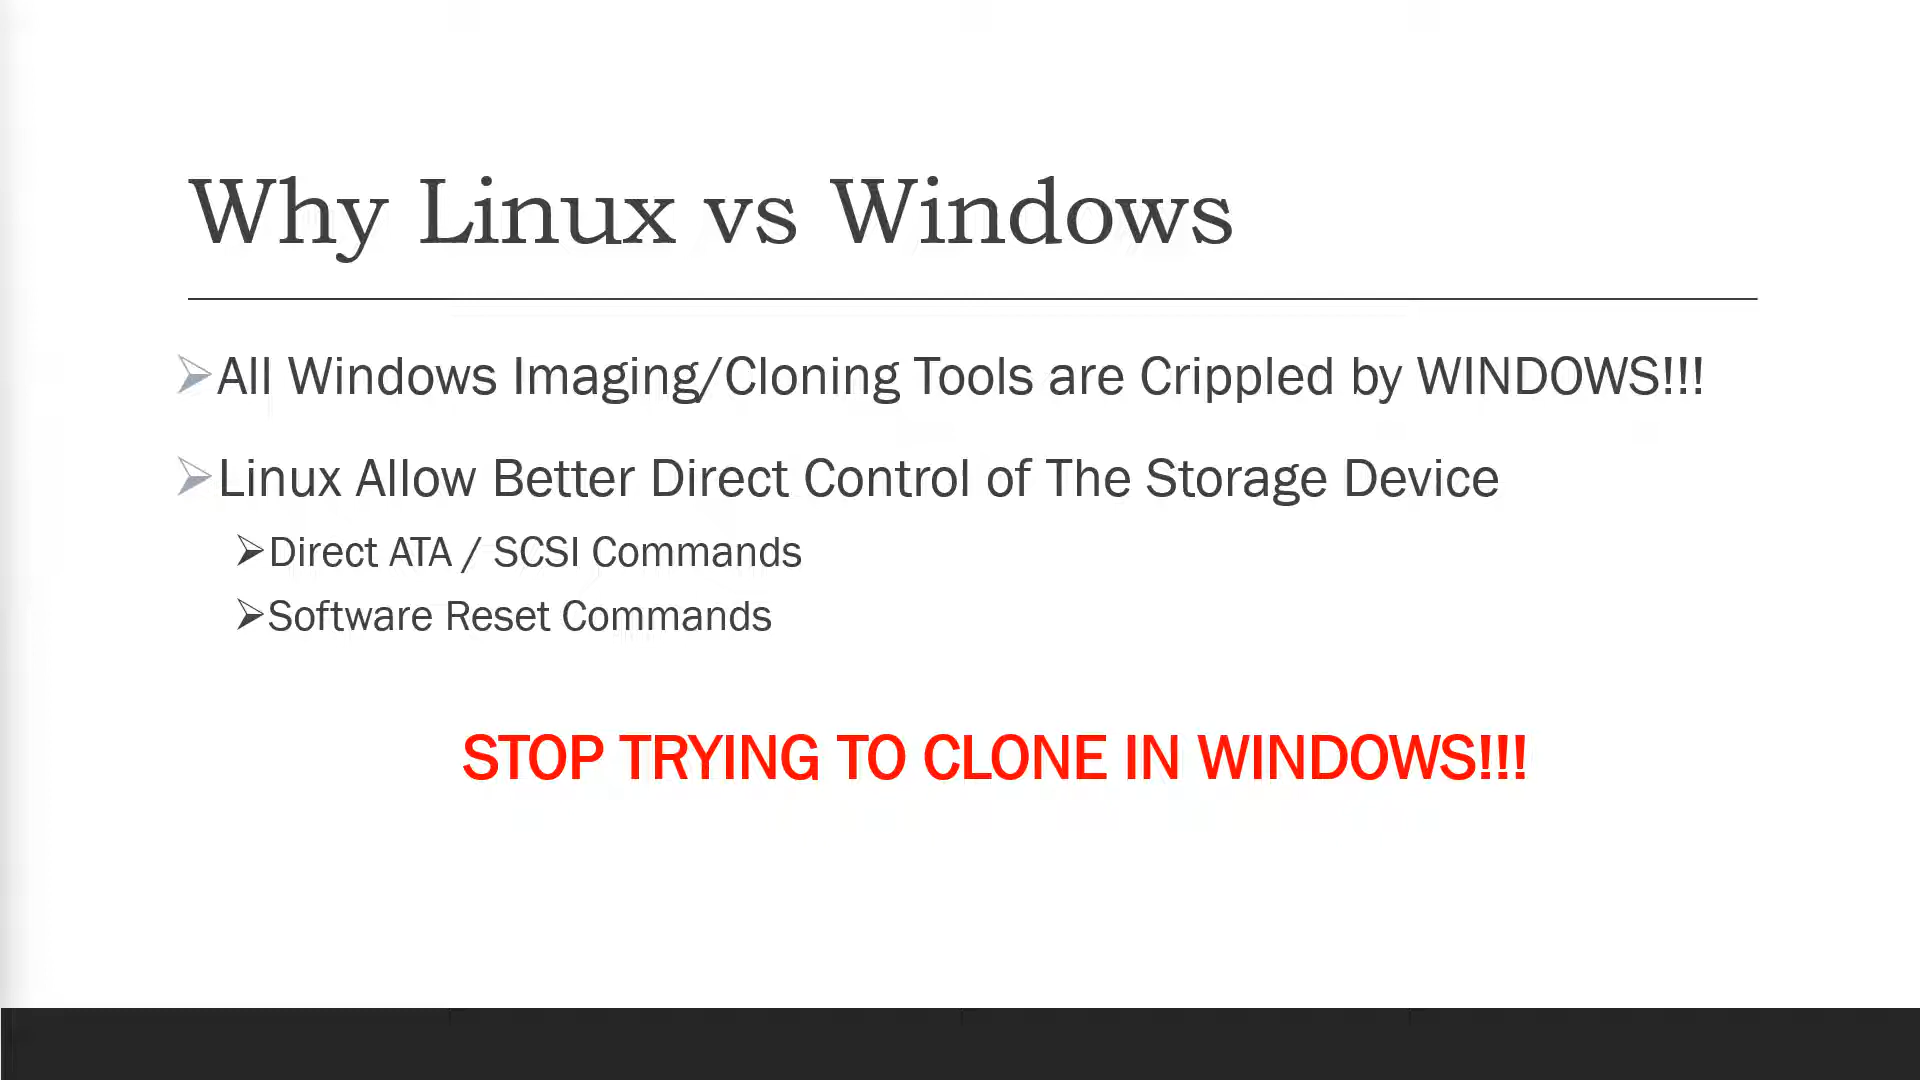 Why Linux vs Windows
All Windows Imaging/Cloning Tools are Crippled by WINDOWS!!!
Linux Allow Better Direct Control of The Storage Device
Direct ATA / SCSI Commands
Software Reset Commands
STOP TRYING TO CLONE IN WINDOWS!!!